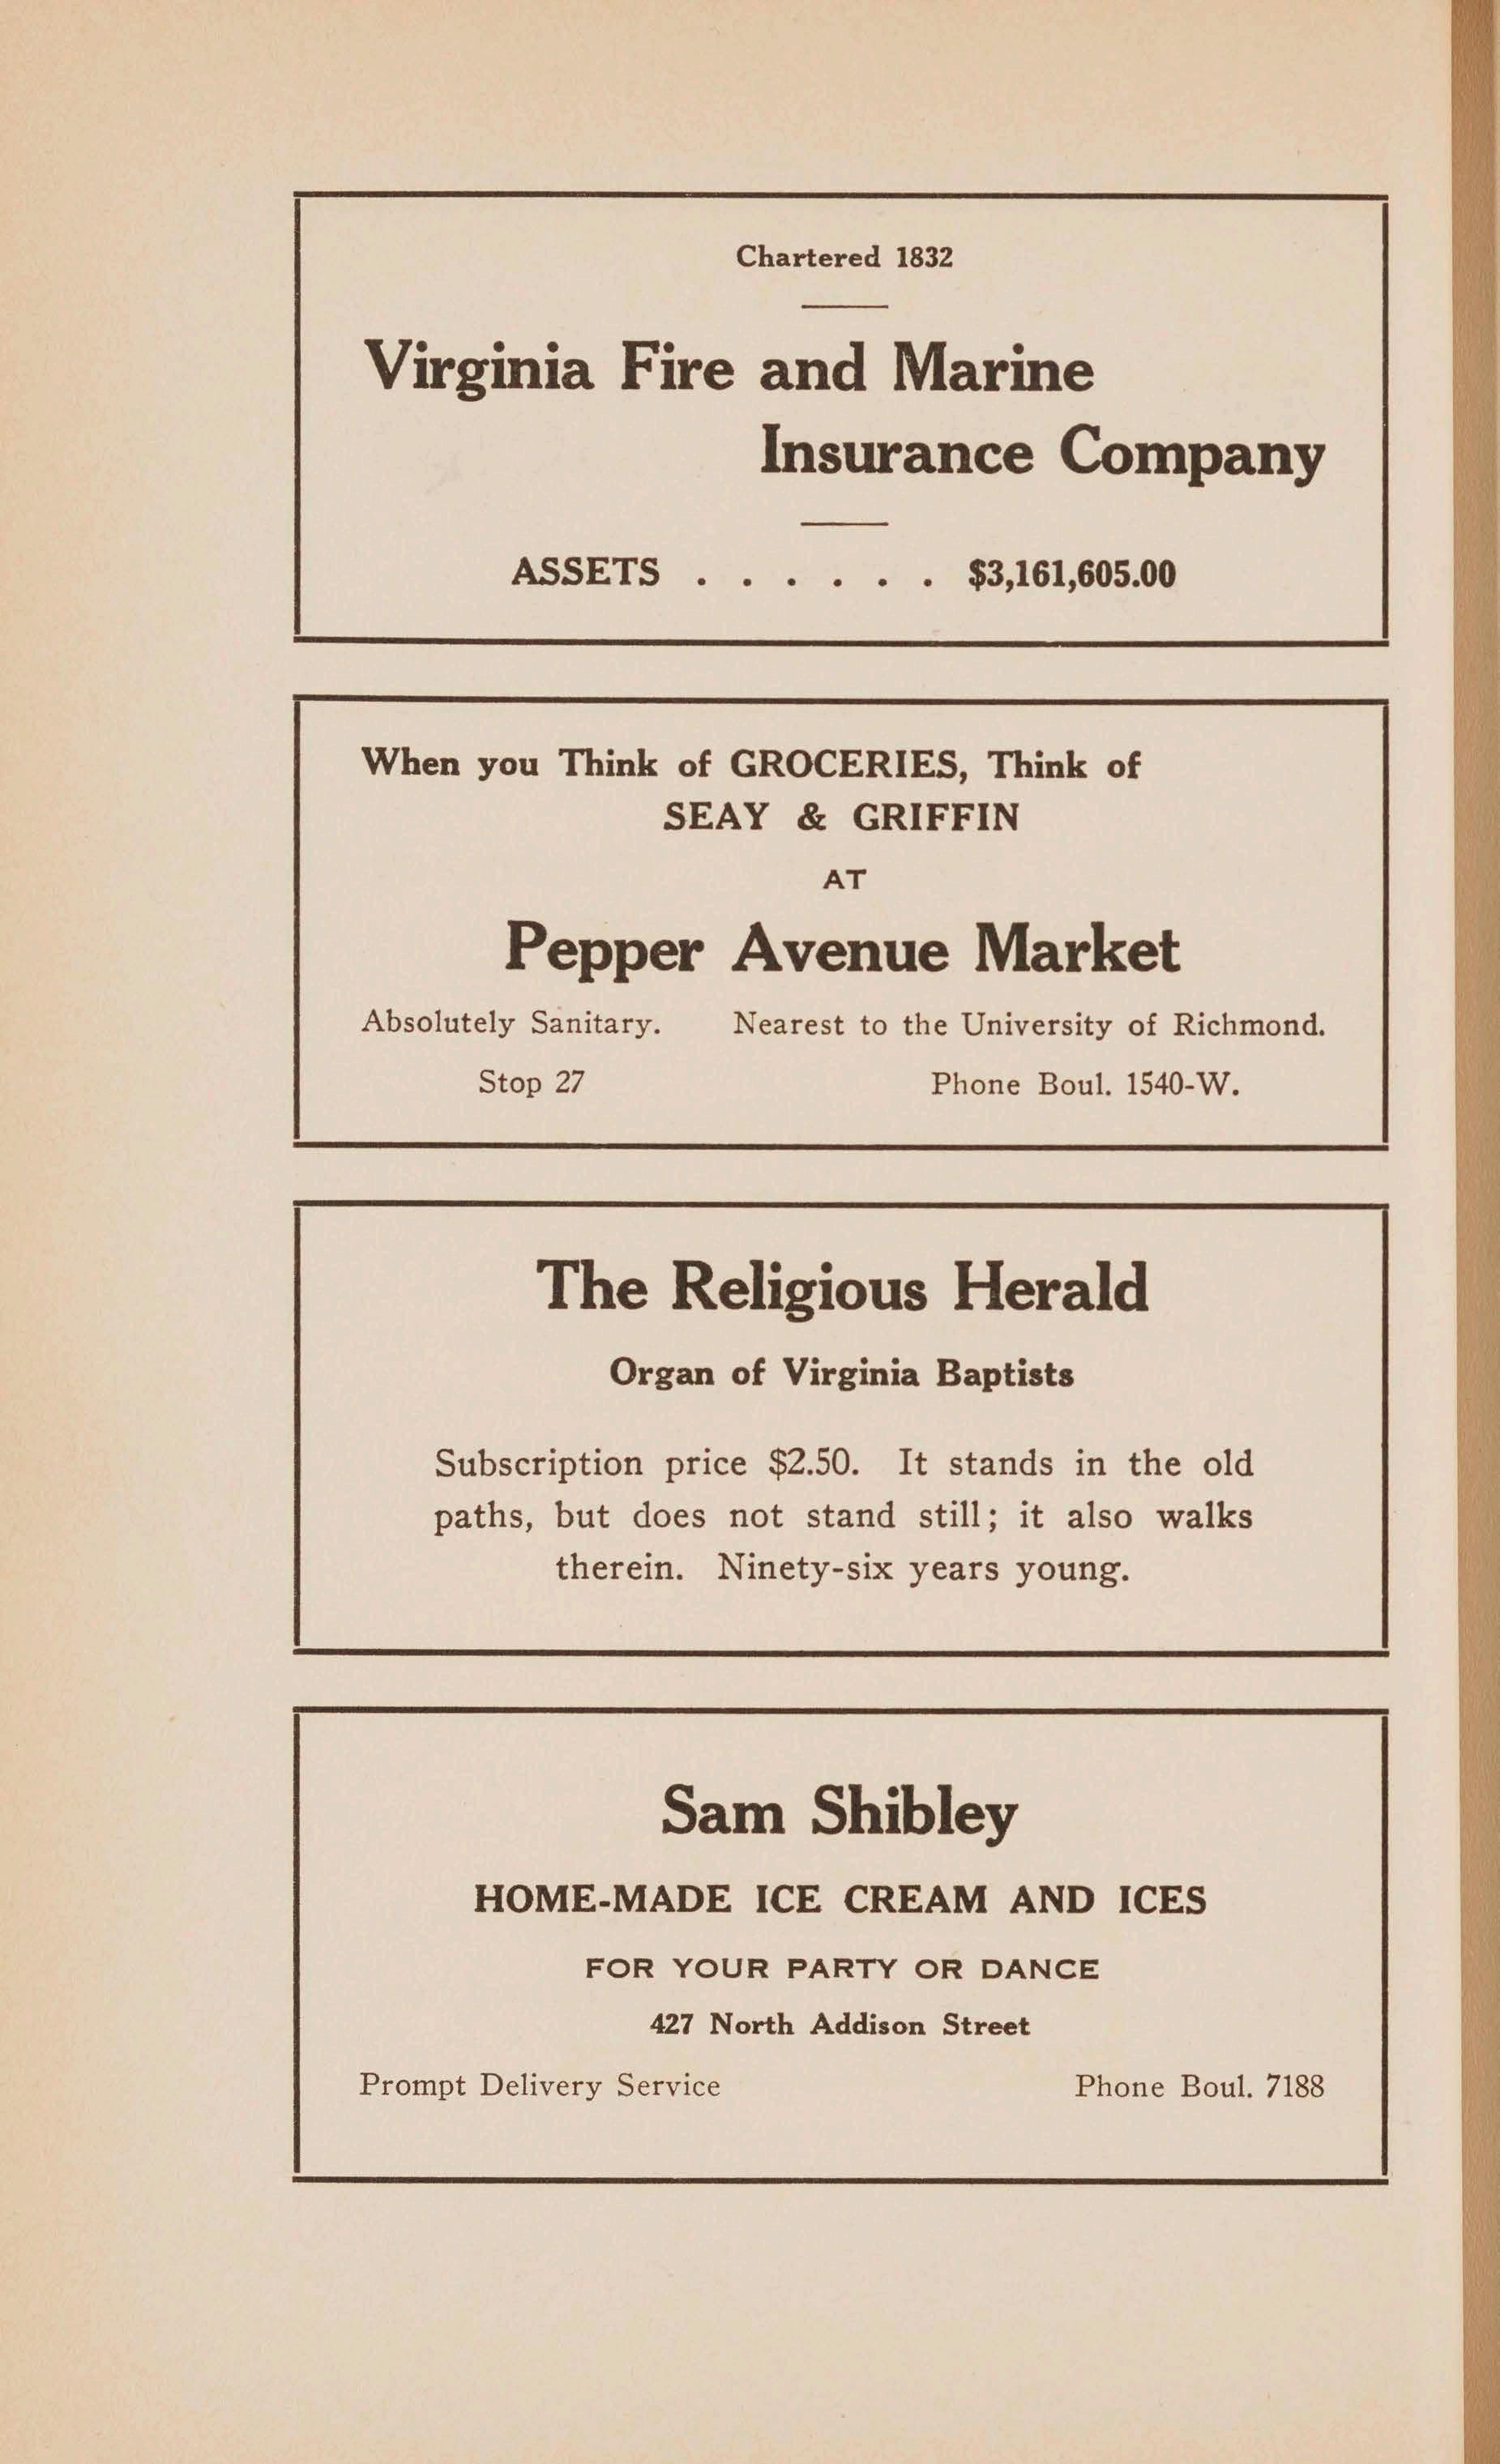 Chartered 1832
Virginia Fire and Marine
Insurance Company
ASSETS . . . . . . $3,161,605.00
When you Think of GROCERIES, Think of
SEAY & GRIFFIN
AT
Pepper Avenue Market
Absolutely Sanitary. Nearest to the University of Richmond.
Stop 27 Phone Boul. 1540-W.
The Religious Herald
Organ of Virginia Baptists
Subscription price $2.50. It stands in the old
paths, but does not stand still; it also walks
therein. Ninety-six years young.
Sam Shibley
HOME-MADE ICE CREAM AND ICES
FOR YOUR PARTY OR DANCE
427 North Addison Street
Prompt Delivery Service Phone Boul. 7188